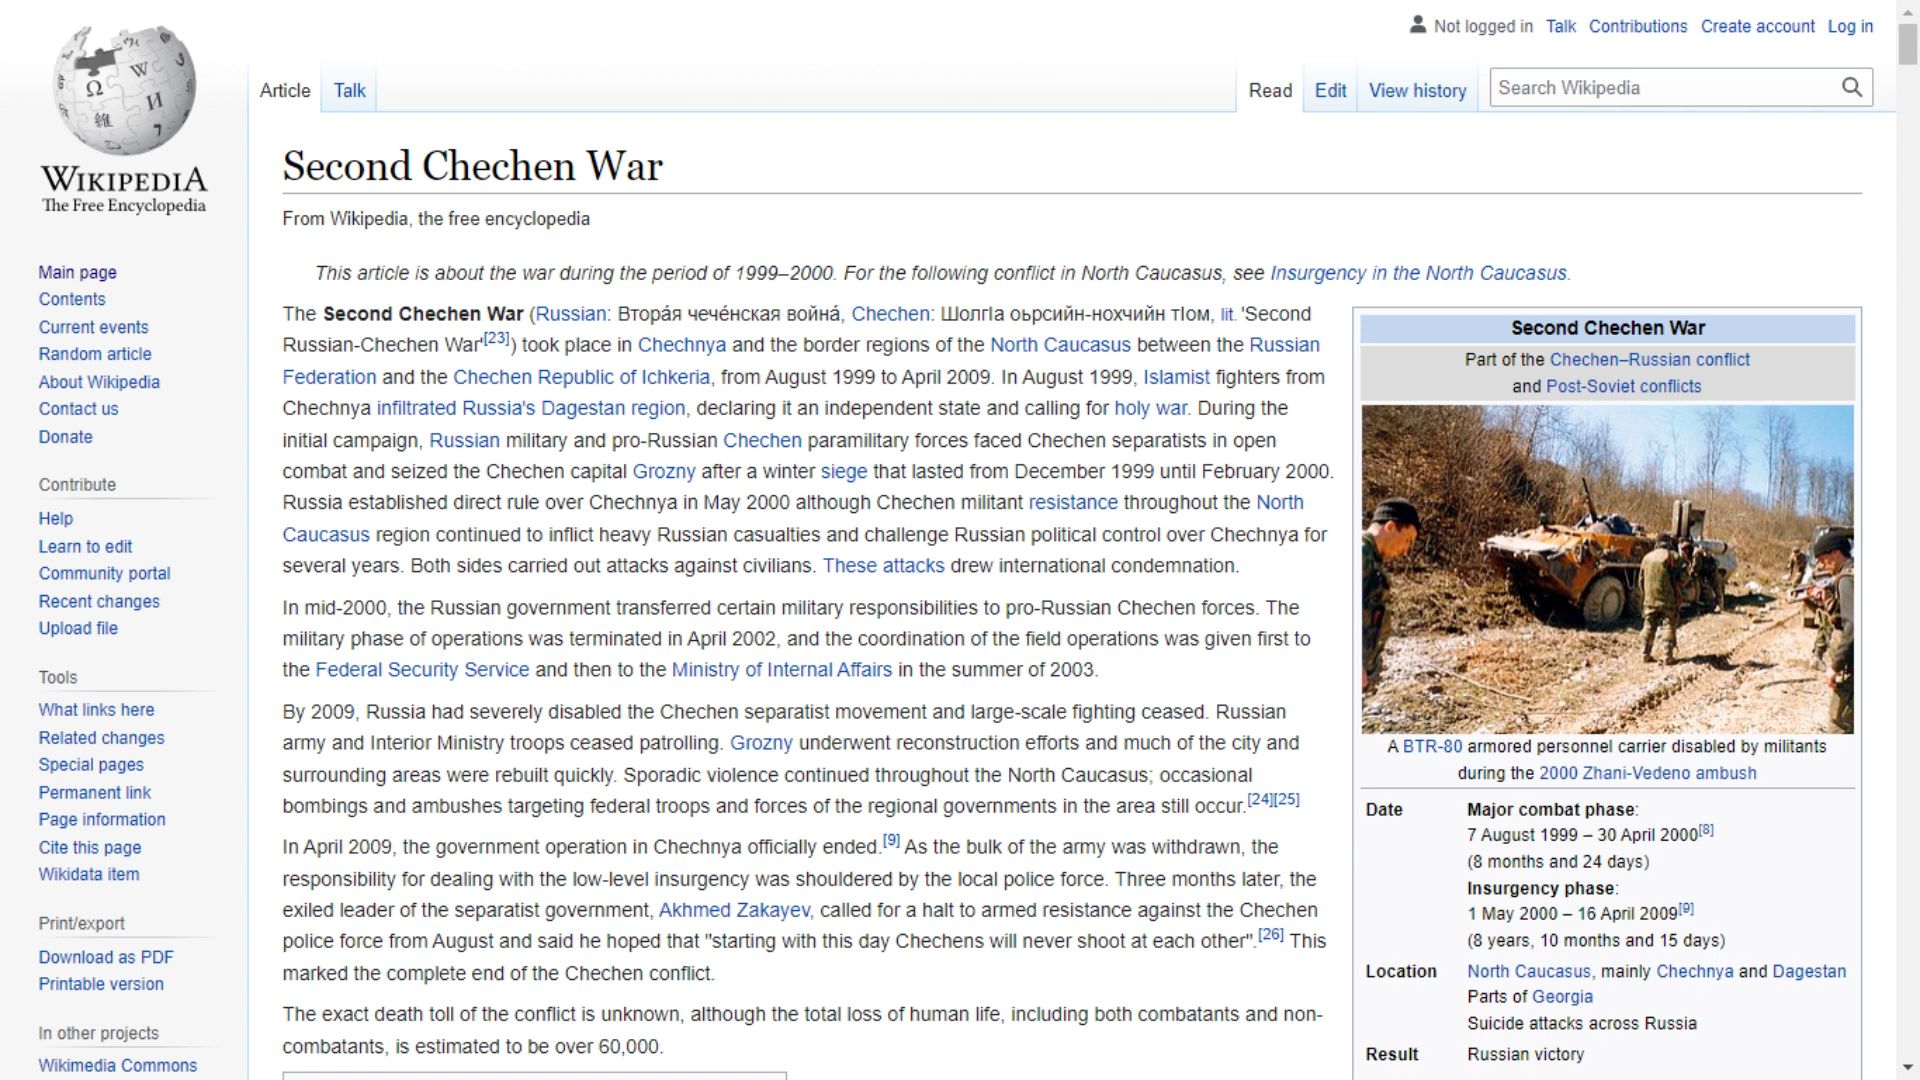 Not logged in Talk Contributions Create account Log in
Article Talk Read Edit View history Search Wikipedia
WIKIPEDIA
The Free Encyclopedia
Main page
Contents
Current events
Random article
About Wikipedia
Contact us
Donate
Contribute
Help
Learn to edit
Community portal
Recent changes
Upload file
Tools
What links here
Related changes
Special pages
Permanent link
Page information
Cite this page
Wikidata item
Print/export
Download as PDF
Printable version
In other projects
Wikimedia Commons
Second Chechen War
From Wikipedia, the free encyclopedia
This article is about the war during the period of 1999–2000. For the following conflict in North Caucasus, see Insurgency in the North Caucasus.
The Second Chechen War (Russian: Втора́я чече́нская война́, Chechen: ШолгӀа оьрсийн-нохчийн тӀом, lit. 'Second
Russian-Chechen War'[23]) took place in Chechnya and the border regions of the North Caucasus between the Russian
Federation and the Chechen Republic of Ichkeria, from August 1999 to April 2009. In August 1999, Islamist fighters from
Chechnya infiltrated Russia's Dagestan region, declaring it an independent state and calling for holy war. During the
initial campaign, Russian military and pro-Russian Chechen paramilitary forces faced Chechen separatists in open
combat and seized the Chechen capital Grozny after a winter siege that lasted from December 1999 until February 2000.
Russia established direct rule over Chechnya in May 2000 although Chechen militant resistance throughout the North
Caucasus region continued to inflict heavy Russian casualties and challenge Russian political control over Chechnya for
several years. Both sides carried out attacks against civilians. These attacks drew international condemnation.
In mid-2000, the Russian government transferred certain military responsibilities to pro-Russian Chechen forces. The
military phase of operations was terminated in April 2002, and the coordination of the field operations was given first to
the Federal Security Service and then to the Ministry of Internal Affairs in the summer of 2003.
By 2009, Russia had severely disabled the Chechen separatist movement and large-scale fighting ceased. Russian
army and Interior Ministry troops ceased patrolling. Grozny underwent reconstruction efforts and much of the city and
surrounding areas were rebuilt quickly. Sporadic violence continued throughout the North Caucasus; occasional
bombings and ambushes targeting federal troops and forces of the regional governments in the area still occur.[24][25]
In April 2009, the government operation in Chechnya officially ended.[9] As the bulk of the army was withdrawn, the
responsibility for dealing with the low-level insurgency was shouldered by the local police force. Three months later, the
exiled leader of the separatist government, Akhmed Zakayev, called for a halt to armed resistance against the Chechen
police force from August and said he hoped that "starting with this day Chechens will never shoot at each other".[26] This
marked the complete end of the Chechen conflict.
The exact death toll of the conflict is unknown, although the total loss of human life, including both combatants and non-
combatants, is estimated to be over 60,000.
Second Chechen War
Part of the Chechen–Russian conflict
and Post-Soviet conflicts
A BTR-80 armored personnel carrier disabled by militants
during the 2000 Zhani-Vedeno ambush
Date Major combat phase:
7 August 1999 – 30 April 2000[8]
(8 months and 24 days)
Insurgency phase:
1 May 2000 – 16 April 2009[9]
(8 years, 10 months and 15 days)
Location North Caucasus, mainly Chechnya and Dagestan
Parts of Georgia
Suicide attacks across Russia
Result Russian victory